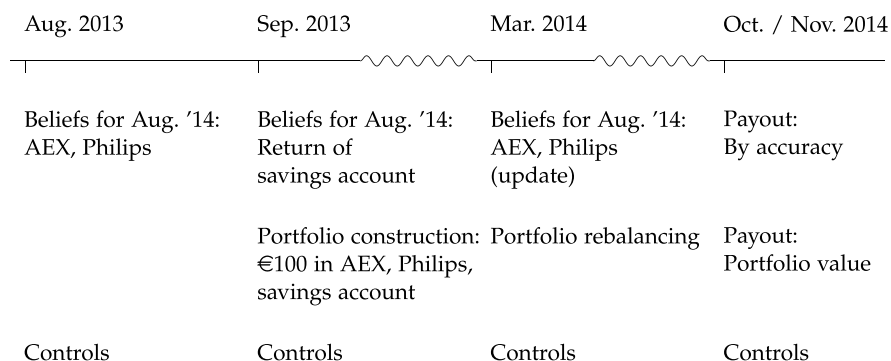 Aug. 2013
Sep. 2013
Mar. 2014
Oct. / Nov. 2014
Beliefs for Aug. ’14:
AEX, Philips
Beliefs for Aug. ’14:
Return of
savings account
Beliefs for Aug. ’14:
AEX, Philips
(update)
Payout:
By accuracy
Portfolio construction:
€100 in AEX, Philips,
savings account
Portfolio rebalancing
Payout:
Portfolio value
Controls
Controls
Controls
Controls